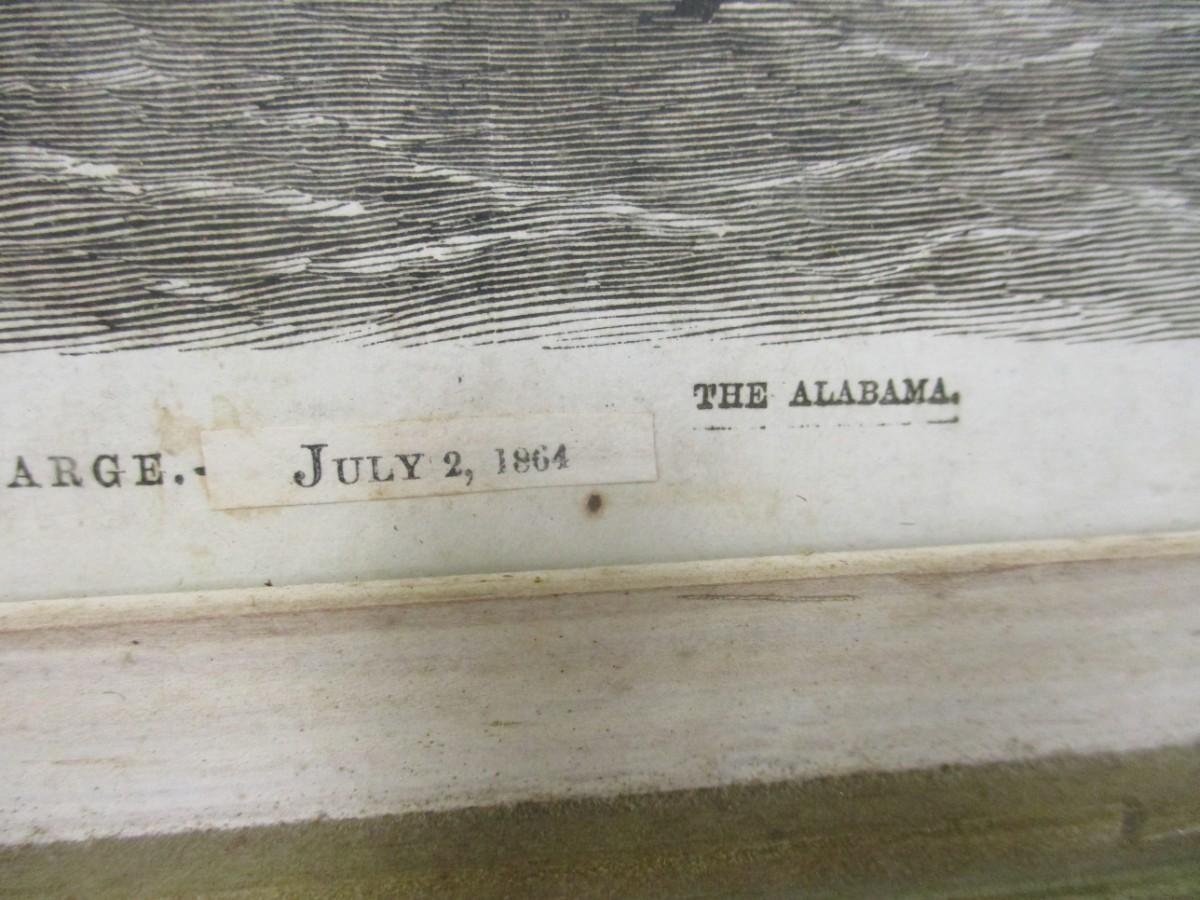 THE ALABAMA.
ARGE.-
JULY 2, 1864